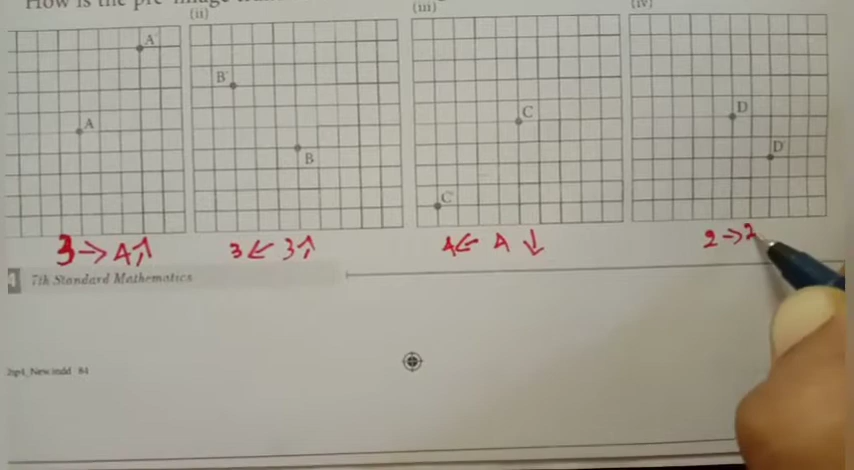 How is the pre-image
(ii) (iii) (iv)
A' A
B' B
C C'
D D'
3 → 4 ↑ 3 ← 3 ↑ 4 ← 4 ↓ 2 → 2
7th Standard Mathematics
84